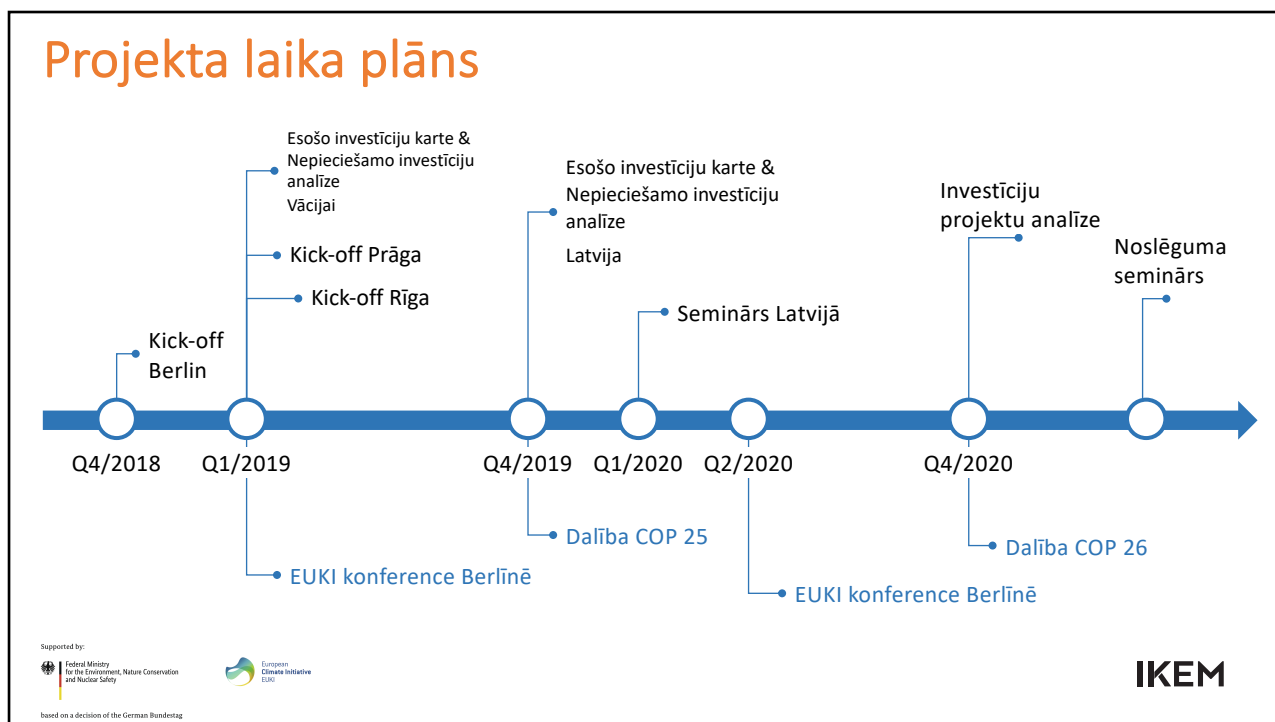 Projekta laika plāns
Esošo investīciju karte &
Nepieciešamo investīciju
analīze
Vācijai
Kick-off Prāga
Kick-off Rīga
Kick-off
Berlin
Esošo investīciju karte &
Nepieciešamo investīciju
analīze
Latvija
Seminārs Latvijā
Investīciju
projektu analīze
Noslēguma
seminārs
Q4/2018
Q1/2019
Q4/2019
Q1/2020
Q2/2020
Q4/2020
EUKI konference Berlīnē
Dalība COP 25
EUKI konference Berlīnē
Dalība COP 26
Supported by:
Federal Ministry
for the Environment, Nature Conservation
and Nuclear Safety
European
Climate Initiative
EUKI
based on a decision of the German Bundestag
IKEM